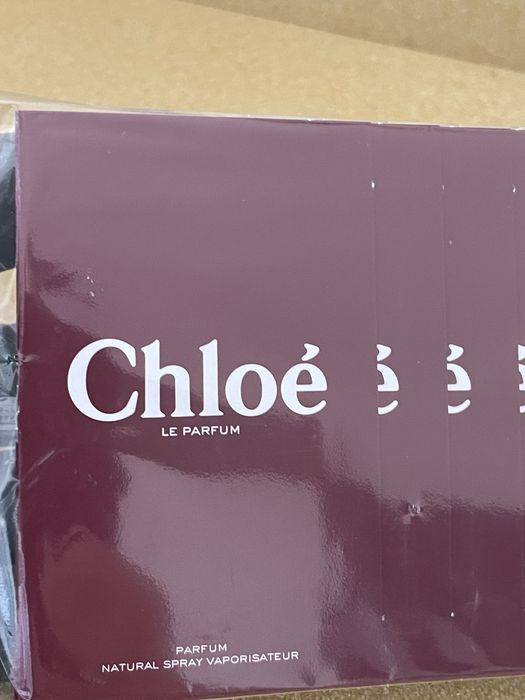 Chloé é é
LE PARFUM
PARFUM
NATURAL SPRAY VAPORISATEUR